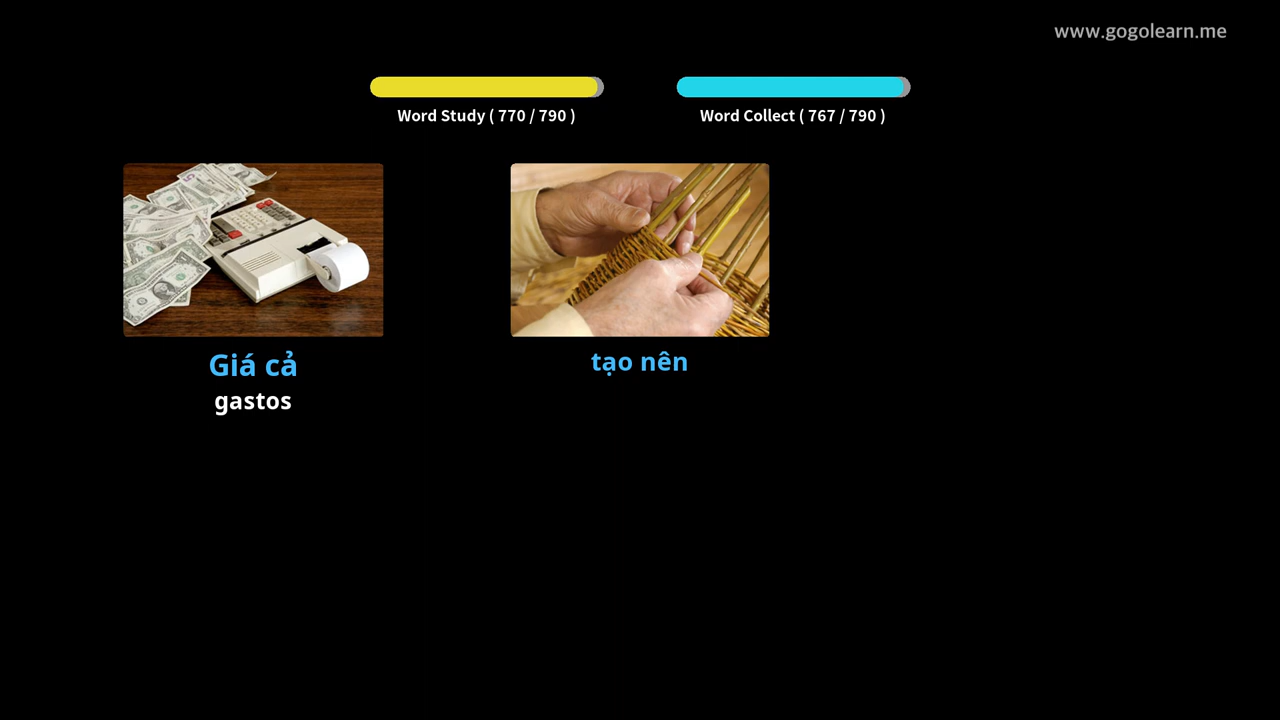 www.gogolearn.me
Word Study ( 770 / 790 )
Word Collect ( 767 / 790 )
Giá cả
gastos
tạo nên